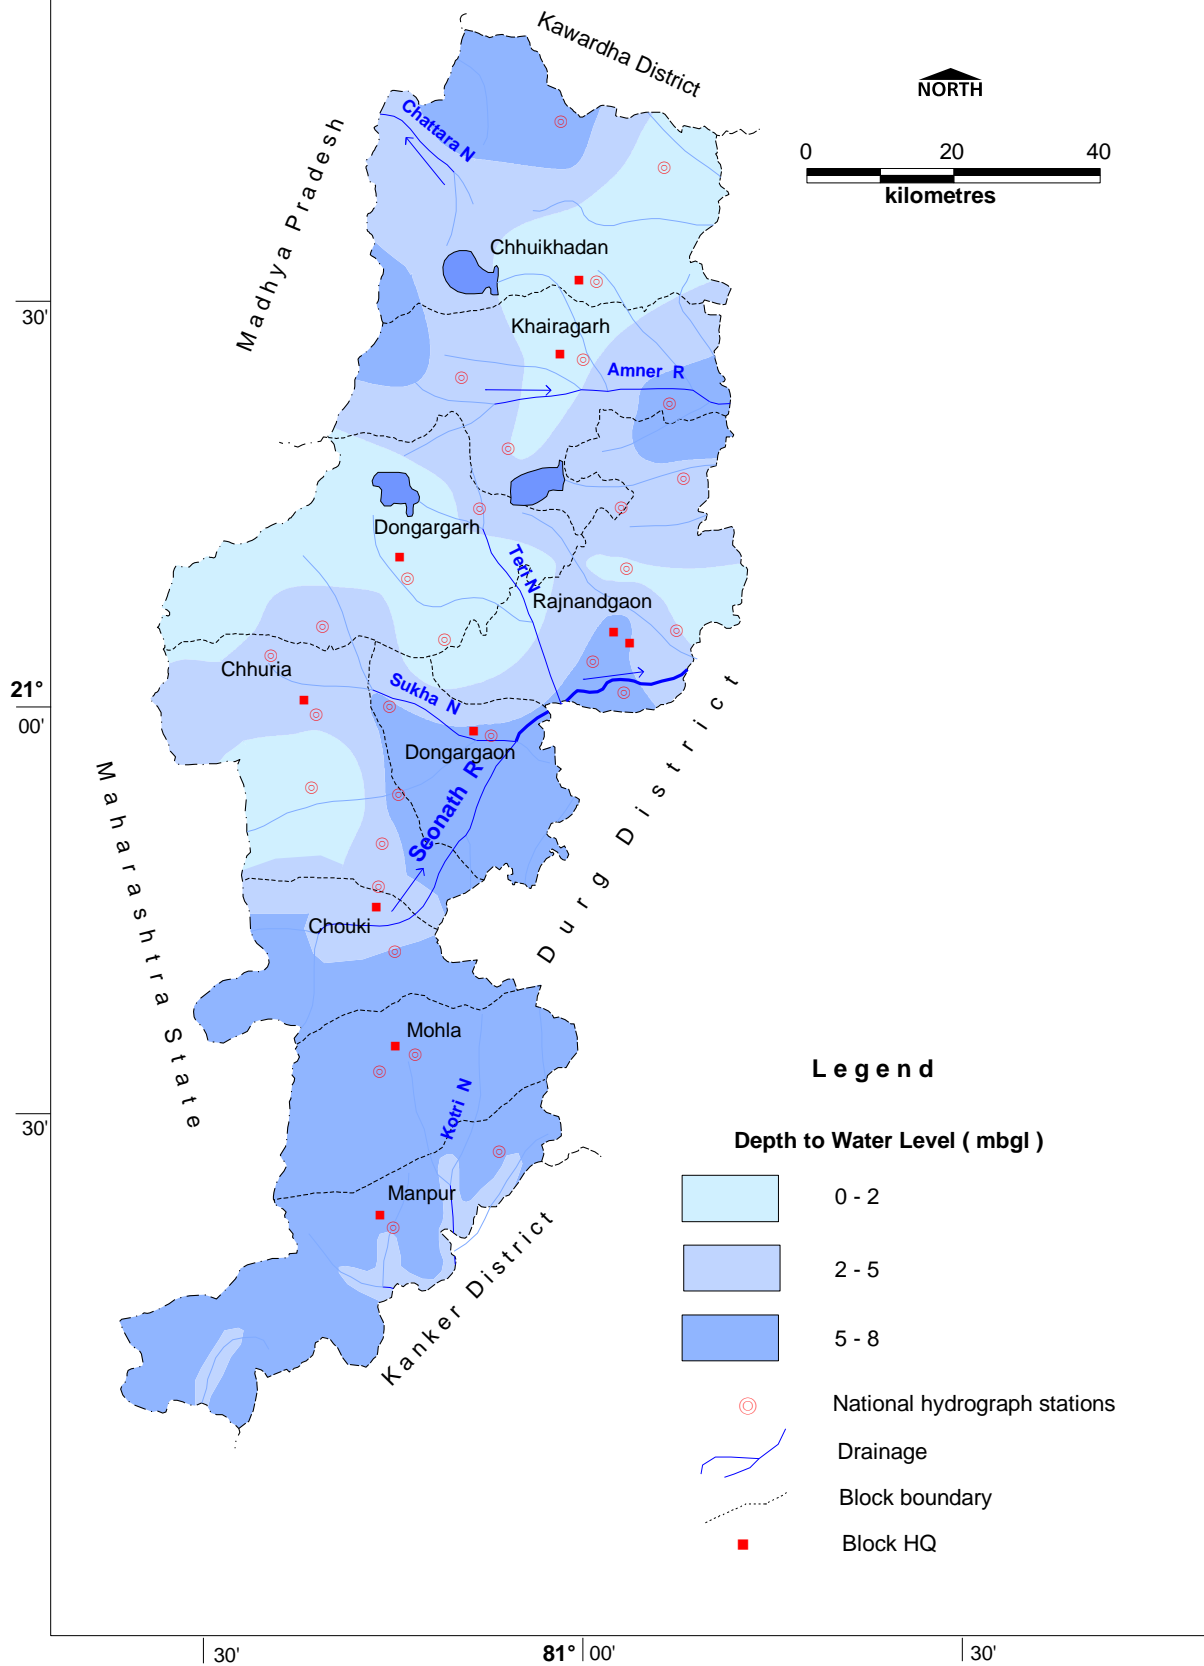 Kawardha District
NORTH
0 20 40
kilometres
Chattara N
Madhya Pradesh
Chhuikhadan
30'
Khairagarh
Amner R
Dongargarh
Teri N
Rajnandgaon
Chhuria
21°
00'
Sukha N
Dongargaon
Seonath R
Durg District
Maharashtra State
Chouki
Mohla
Kotri N
30'
Manpur
Kanker District
Legend
Depth to Water Level ( mbgl )
0 - 2
2 - 5
5 - 8
National hydrograph stations
Drainage
Block boundary
Block HQ
30' 81° 00' 30'